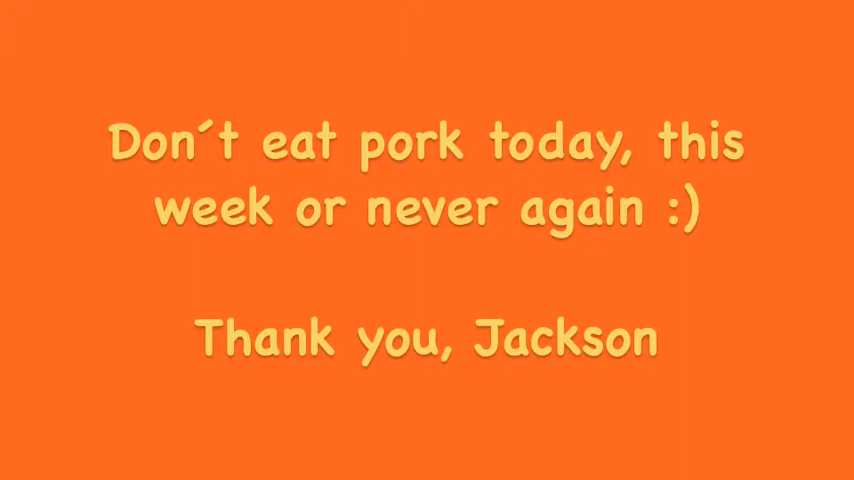 Don´t eat pork today, this
week or never again :)
Thank you, Jackson